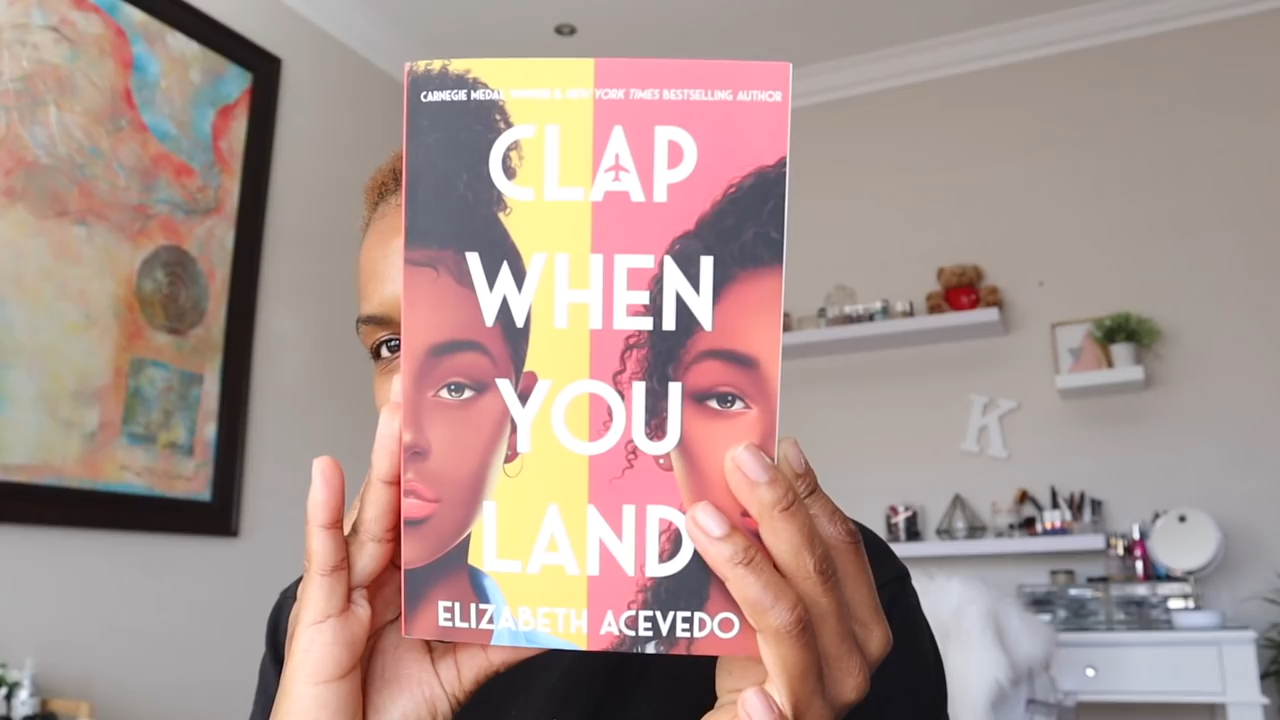 CARNEGIE MEDAL WINNER & NEW YORK TIMES BESTSELLING AUTHOR
CLAP
WHEN
YOU
LAND
ELIZABETH ACEVEDO
K